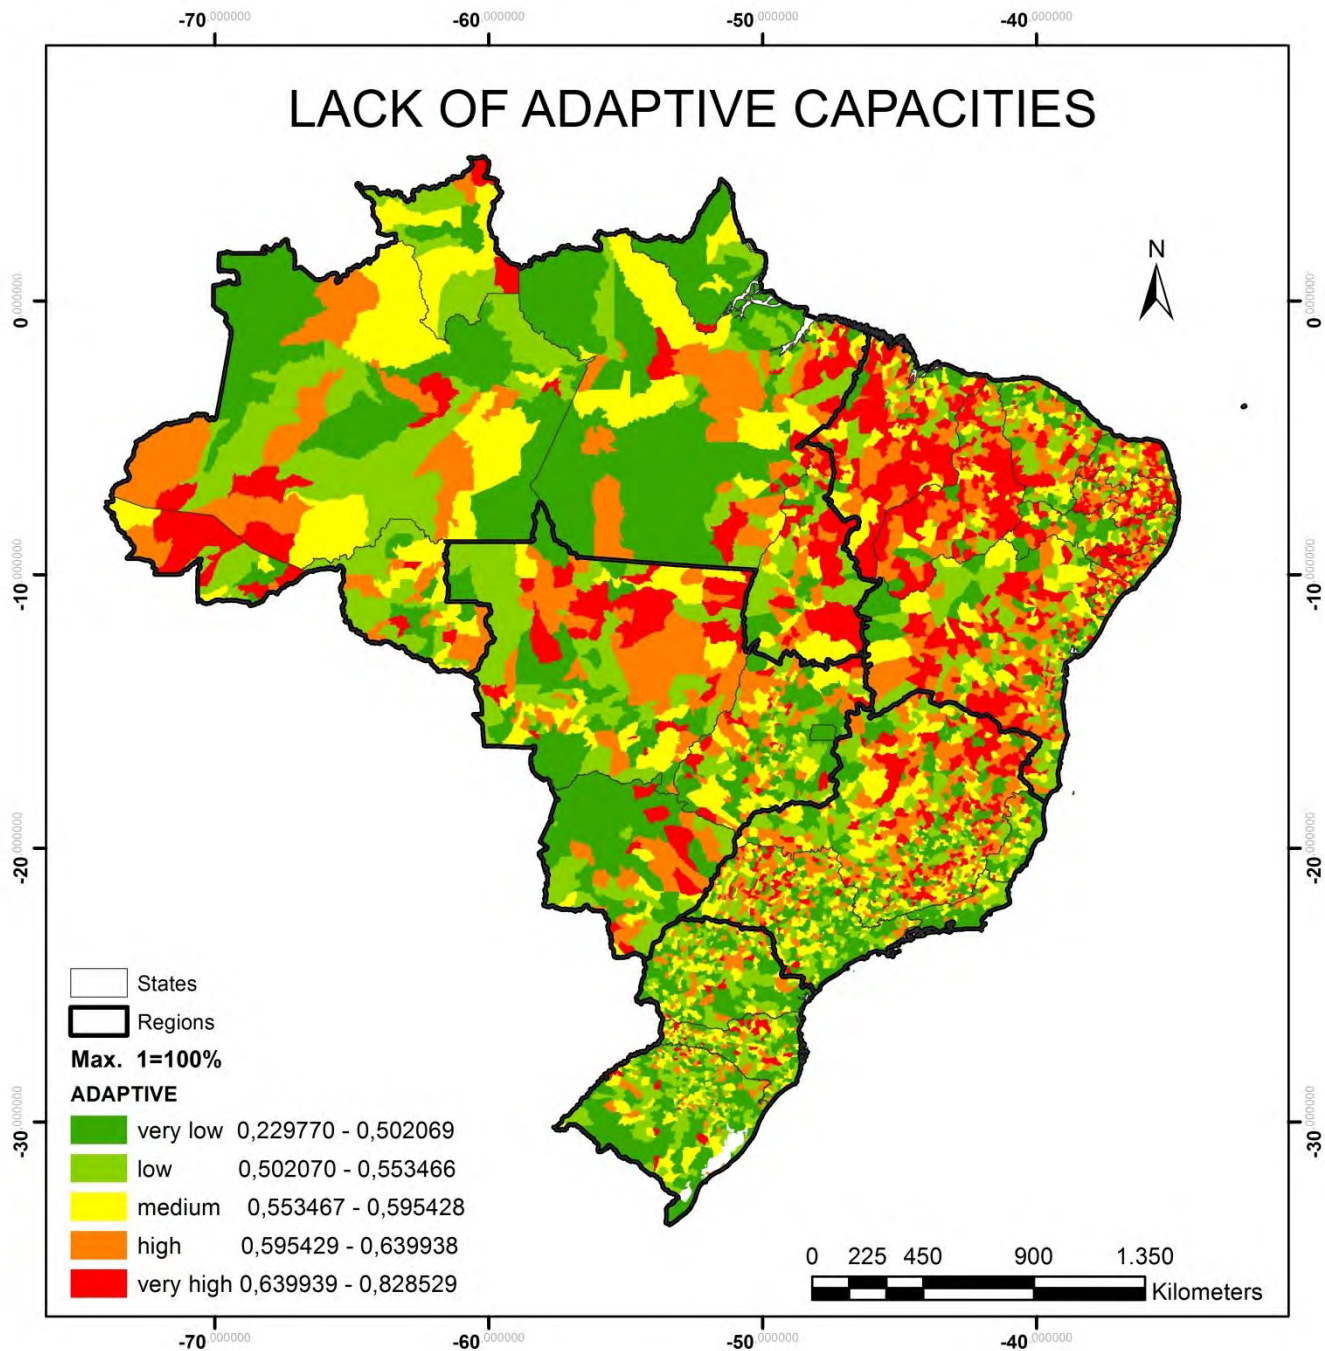 -70,000000 -60,000000 -50,000000 -40,000000
LACK OF ADAPTIVE CAPACITIES
N
0,000000 0,000000
-10,000000 -10,000000
-20,000000 -20,000000
-30,000000 -30,000000
States
Regions
Max. 1=100%
ADAPTIVE
very low 0,229770 - 0,502069
low 0,502070 - 0,553466
medium 0,553467 - 0,595428
high 0,595429 - 0,639938
very high 0,639939 - 0,828529
0 225 450 900 1.350
Kilometers
-70,000000 -60,000000 -50,000000 -40,000000